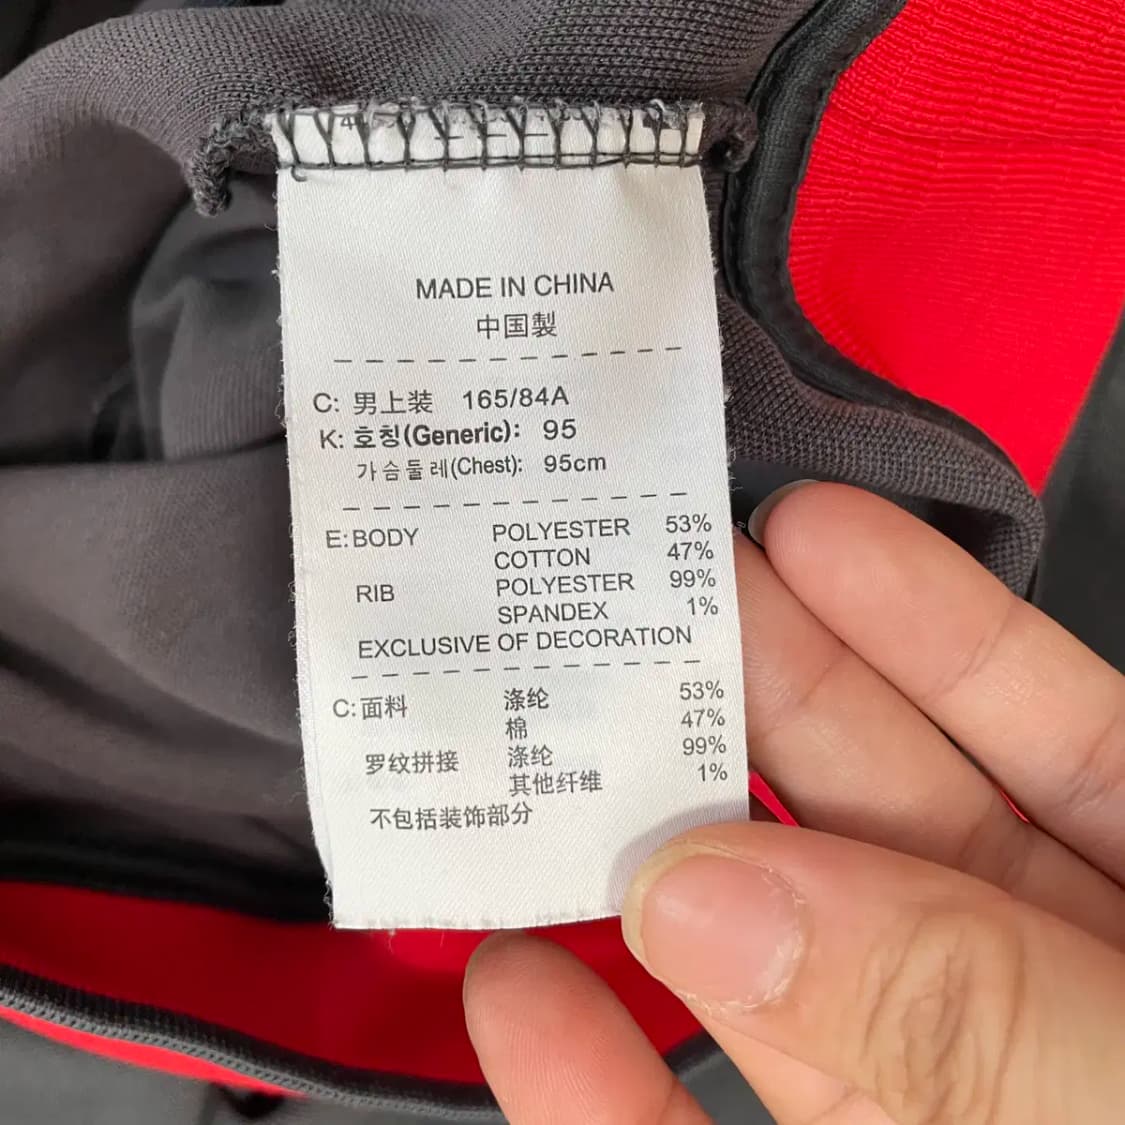 MADE IN CHINA
中国製
C: 男上装 165/84A
K: 호칭(Generic): 95
가슴둘레(Chest): 95cm
E: BODY POLYESTER 53%
COTTON 47%
RIB POLYESTER 99%
SPANDEX 1%
EXCLUSIVE OF DECORATION
C: 面料 涤纶 53%
棉 47%
罗纹拼接 涤纶 99%
其他纤维 1%
不包括装饰部分